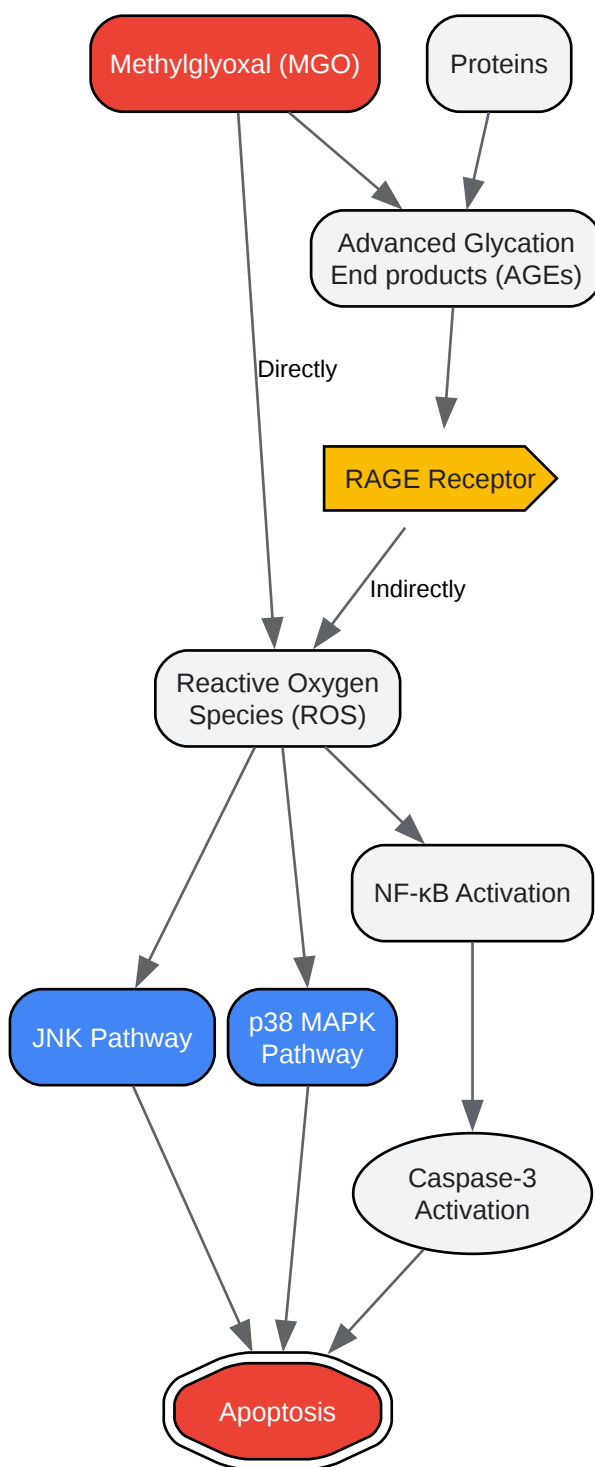 Methylglyoxal (MGO)
Proteins
Advanced Glycation
End products (AGEs)
Directly
RAGE Receptor
Indirectly
Reactive Oxygen
Species (ROS)
NF-κB Activation
JNK Pathway
p38 MAPK
Pathway
Caspase-3
Activation
Apoptosis